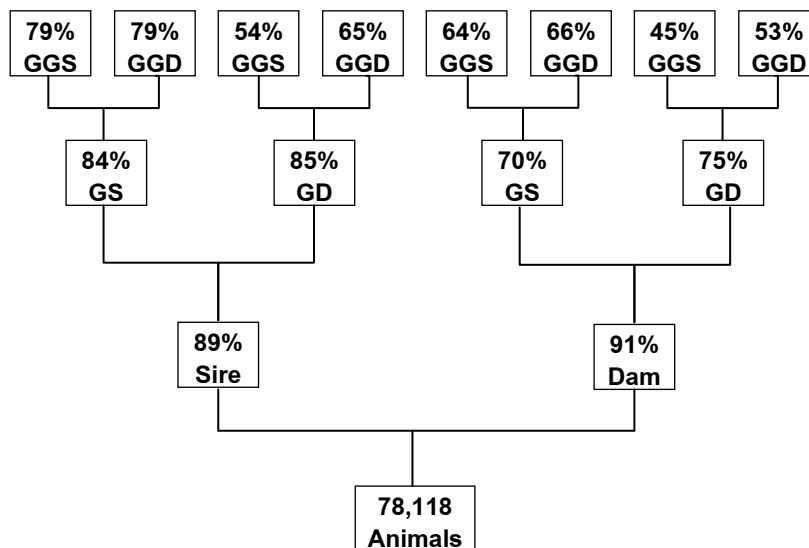 79%
GGS
79%
GGD
54%
GGS
65%
GGD
64%
GGS
66%
GGD
45%
GGS
53%
GGD
84%
GS
85%
GD
70%
GS
75%
GD
89%
Sire
91%
Dam
78,118
Animals